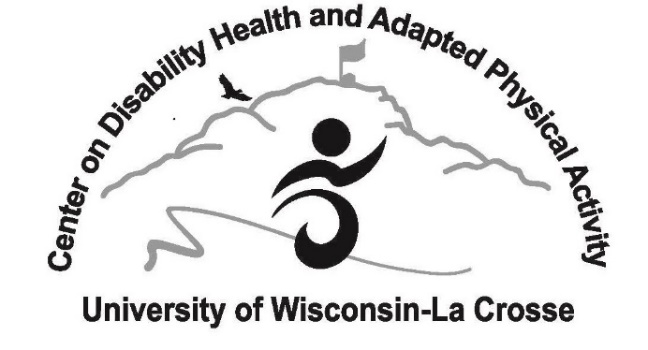 Center on Disability Health and Adapted Physical Activity
University of Wisconsin-La Crosse